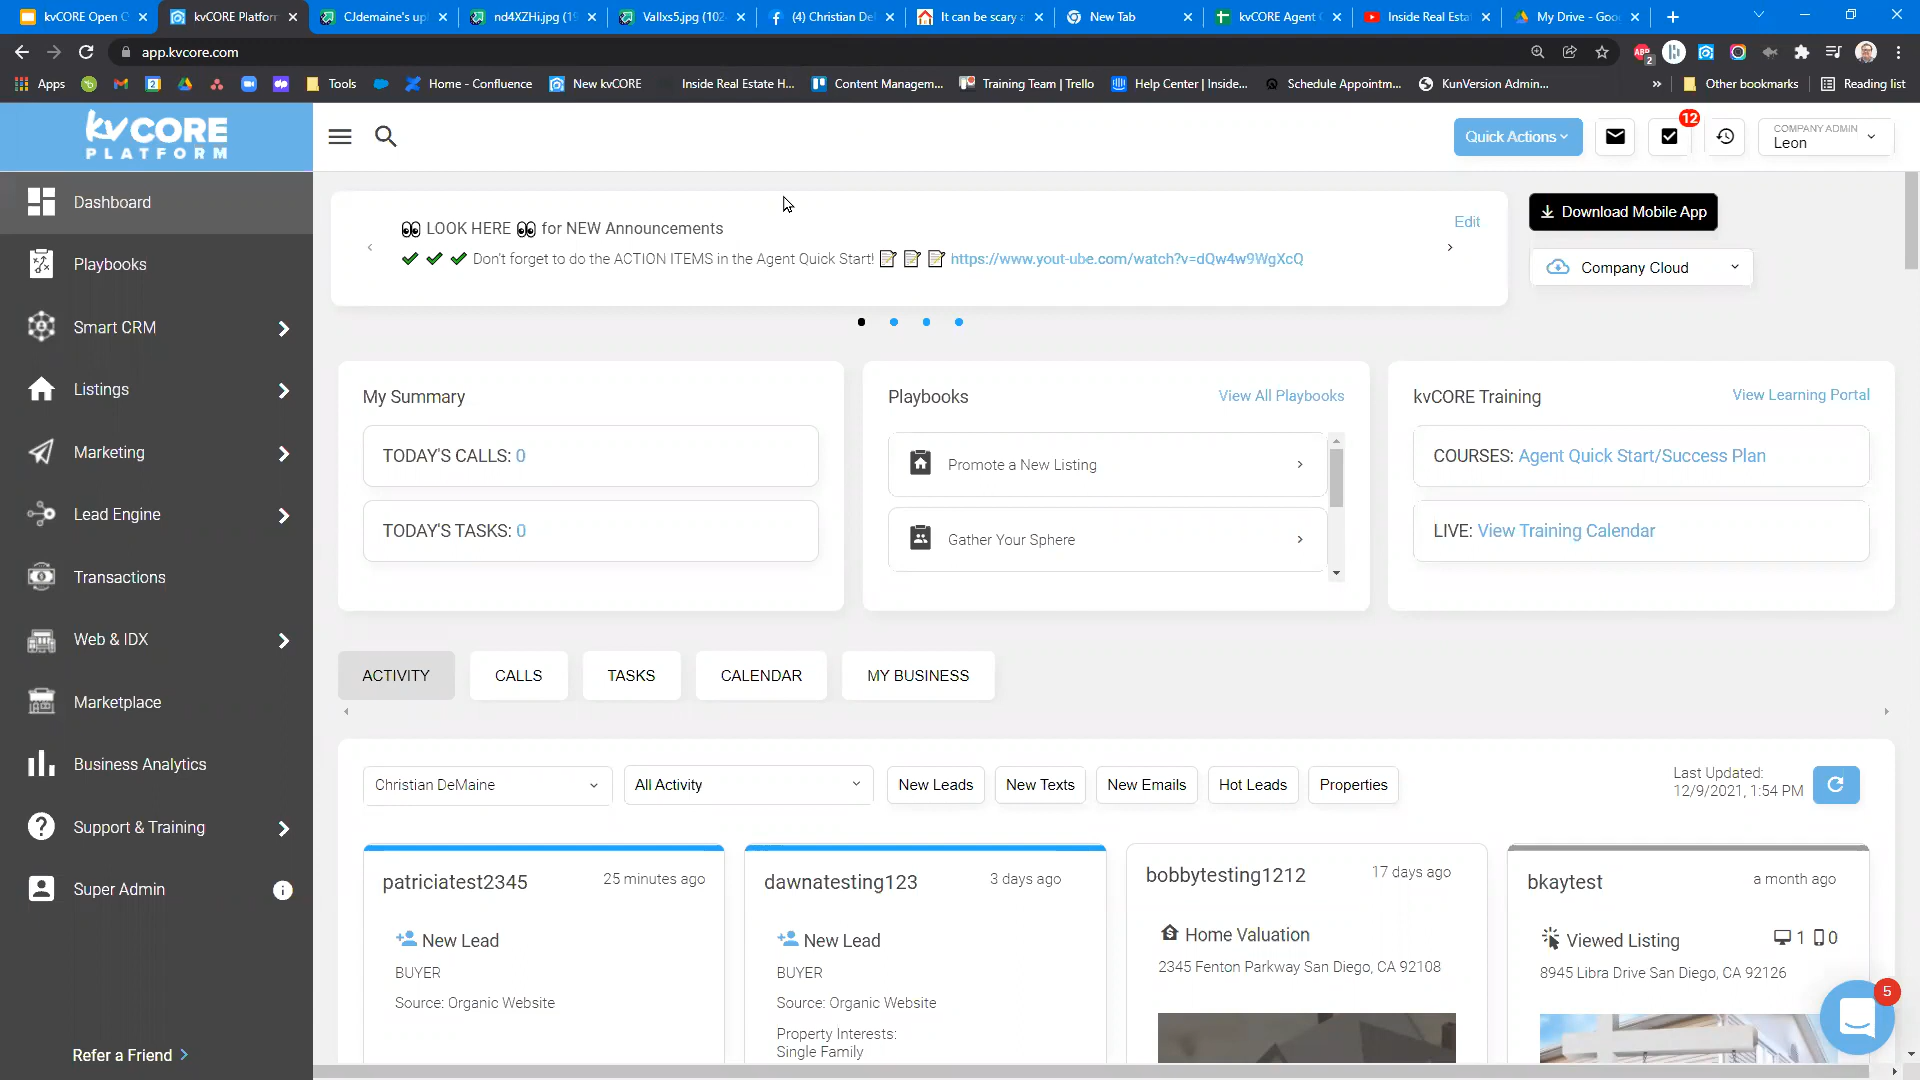 kvCORE Open C
kvCORE Platform
CJdemaine's up
nd4XZHi.jpg (19
Vallxs5.jpg (102
(4) Christian De
It can be scary a
New Tab
kvCORE Agent
Inside Real Esta
My Drive - Goo
app.kvcore.com
2
Apps
Tools
Home - Confluence
New kvCORE
Inside Real Estate H...
Content Managem...
Training Team | Trello
Help Center | Inside...
Schedule Appointm...
KunVersion Admin...
»
Other bookmarks
Reading list
kvCORE
PLATFORM
Quick Actions
12
COMPANY ADMIN
Leon
Dashboard
Playbooks
Smart CRM
Listings
Marketing
Lead Engine
Transactions
Web & IDX
Marketplace
Business Analytics
Support & Training
Super Admin
Refer a Friend >
👀 LOOK HERE 👀 for NEW Announcements
✔ ✔ ✔ Don't forget to do the ACTION ITEMS in the Agent Quick Start! 📝 📝 📝 https://www.yout-ube.com/watch?v=dQw4w9WgXcQ
Edit
Download Mobile App
Company Cloud
My Summary
TODAY'S CALLS: 0
TODAY'S TASKS: 0
Playbooks
View All Playbooks
Promote a New Listing
Gather Your Sphere
kvCORE Training
View Learning Portal
COURSES: Agent Quick Start/Success Plan
LIVE: View Training Calendar
ACTIVITY
CALLS
TASKS
CALENDAR
MY BUSINESS
Christian DeMaine
All Activity
New Leads
New Texts
New Emails
Hot Leads
Properties
Last Updated:
12/9/2021, 1:54 PM
patriciatest2345
25 minutes ago
New Lead
BUYER
Source: Organic Website
dawnatesting123
3 days ago
New Lead
BUYER
Source: Organic Website
Property Interests:
Single Family
bobbytesting1212
17 days ago
Home Valuation
2345 Fenton Parkway San Diego, CA 92108
bkaytest
a month ago
Viewed Listing
1 0
8945 Libra Drive San Diego, CA 92126
5